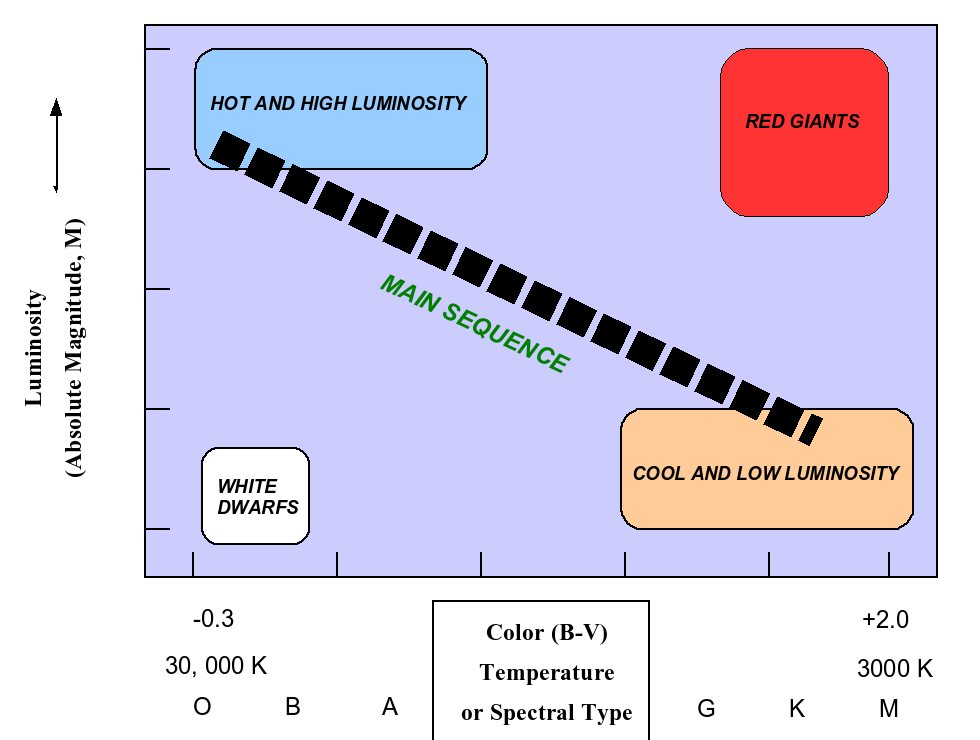 HOT AND HIGH LUMINOSITY
RED GIANTS
Luminosity
(Absolute Magnitude, M)
MAIN SEQUENCE
COOL AND LOW LUMINOSITY
WHITE
DWARFS
-0.3
+2.0
Color (B-V)
30, 000 K
Temperature
3000 K
O B A
or Spectral Type
G K M